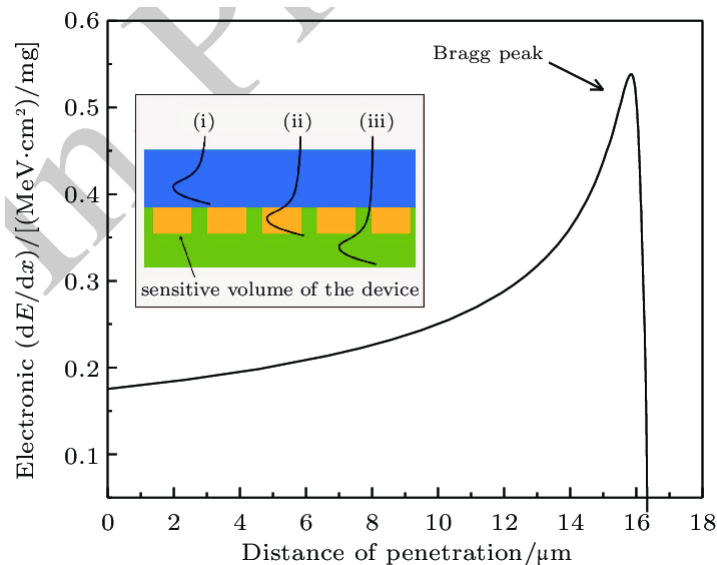 0.6
0.5
0.4
0.3
0.2
0.1
0
2
4
6
8
10
12
14
16
18
Electronic (dE/dx)/[(MeV·cm²)/mg]
Distance of penetration/µm
Bragg peak
(i)
(ii)
(iii)
sensitive volume of the device